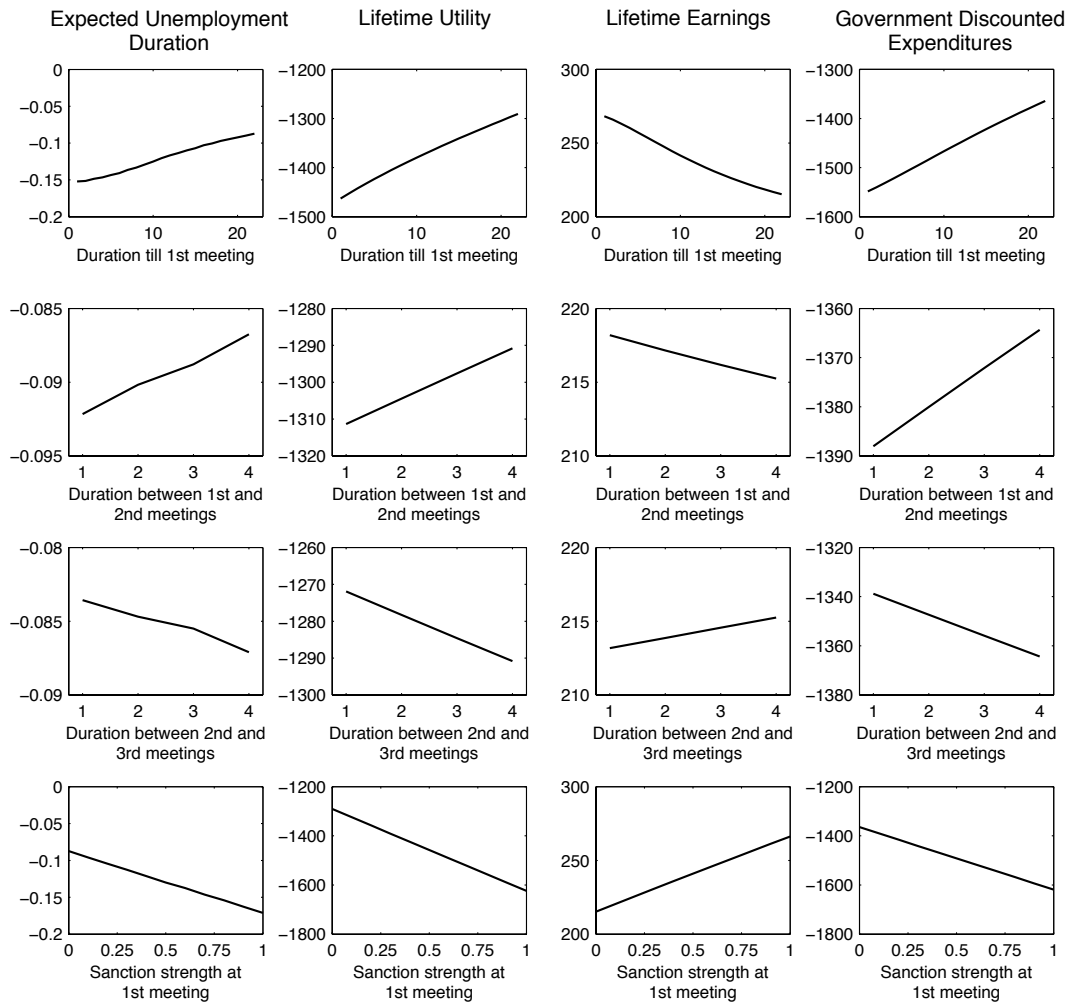 Expected Unemployment
Duration
Lifetime Utility
Lifetime Earnings
Government Discounted
Expenditures
0
−0.05
−0.1
−0.15
−0.2
0 10 20
Duration till 1st meeting
−1200
−1300
−1400
−1500
0 10 20
Duration till 1st meeting
300
250
200
0 10 20
Duration till 1st meeting
−1300
−1400
−1500
−1600
0 10 20
Duration till 1st meeting
−0.085
−0.09
−0.095
1 2 3 4
Duration between 1st and
2nd meetings
−1280
−1290
−1300
−1310
−1320
1 2 3 4
Duration between 1st and
2nd meetings
220
215
210
1 2 3 4
Duration between 1st and
2nd meetings
−1360
−1370
−1380
−1390
1 2 3 4
Duration between 1st and
2nd meetings
−0.08
−0.085
−0.09
1 2 3 4
Duration between 2nd and
3rd meetings
−1260
−1270
−1280
−1290
−1300
1 2 3 4
Duration between 2nd and
3rd meetings
220
215
210
1 2 3 4
Duration between 2nd and
3rd meetings
−1320
−1340
−1360
−1380
1 2 3 4
Duration between 2nd and
3rd meetings
0
−0.05
−0.1
−0.15
−0.2
0 0.25 0.5 0.75 1
Sanction strength at
1st meeting
−1200
−1400
−1600
−1800
0 0.25 0.5 0.75 1
Sanction strength at
1st meeting
300
250
200
0 0.25 0.5 0.75 1
Sanction strength at
1st meeting
−1200
−1400
−1600
−1800
0 0.25 0.5 0.75 1
Sanction strength at
1st meeting